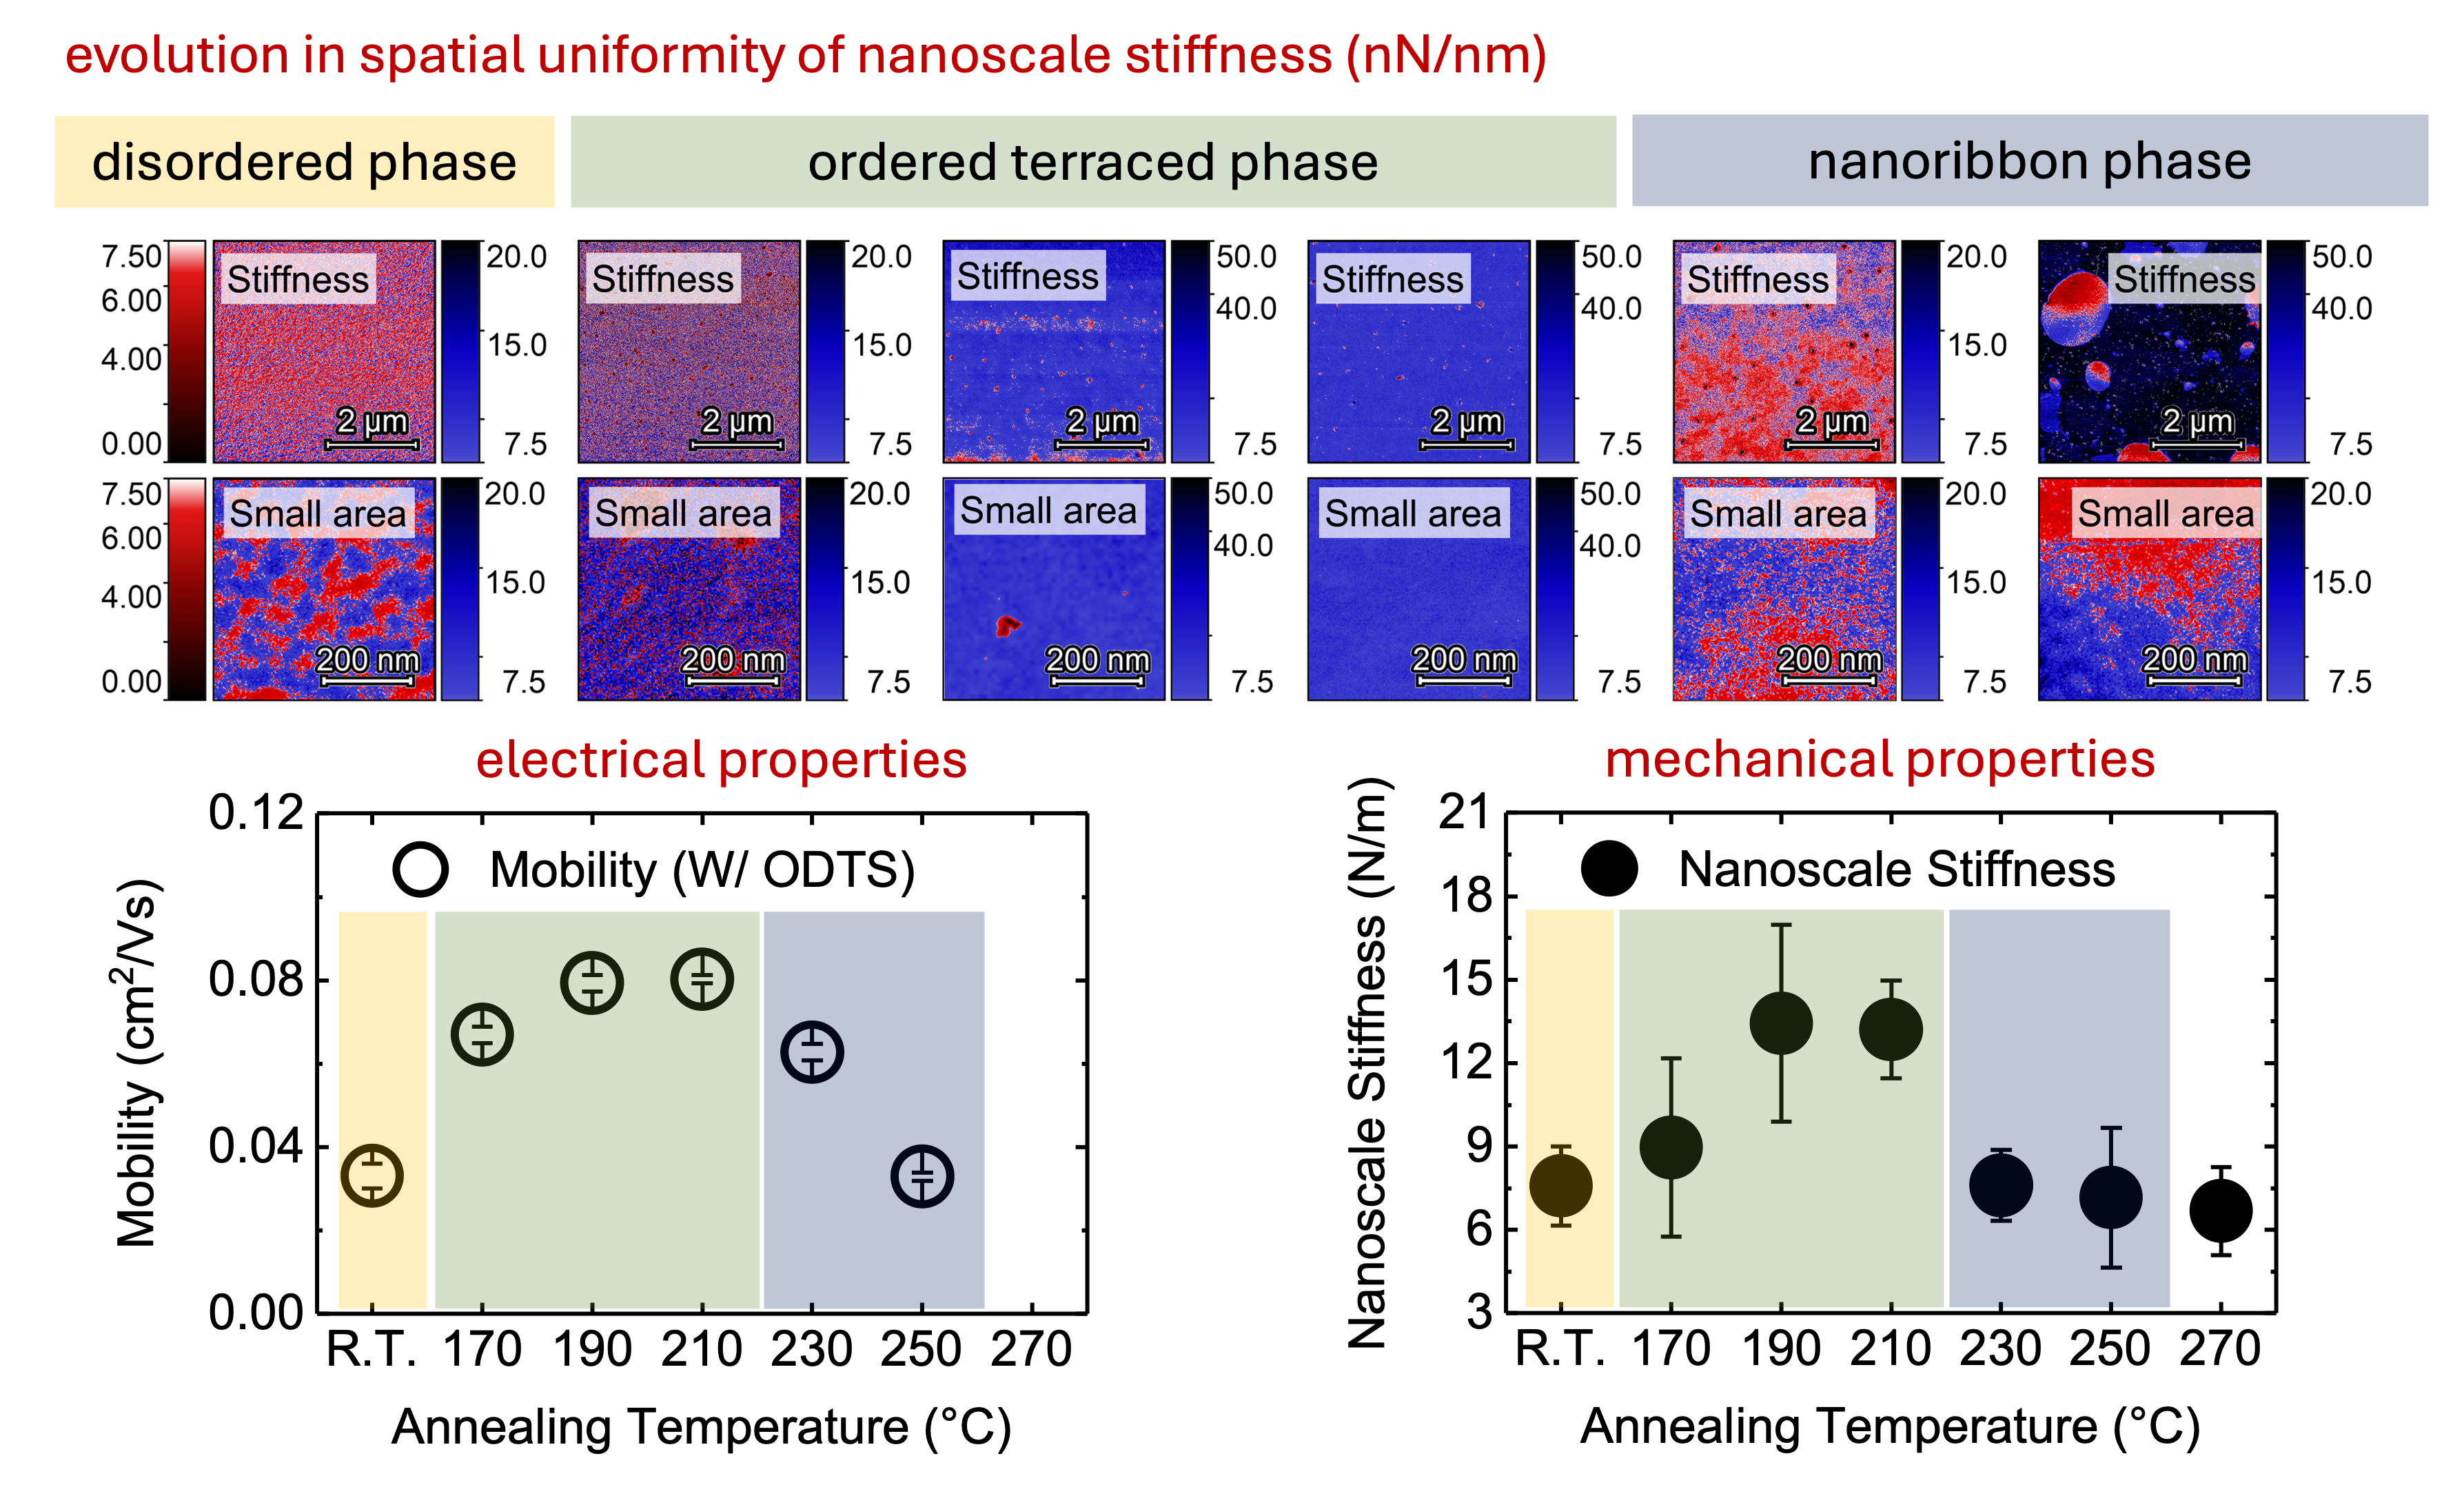 evolution in spatial uniformity of nanoscale stiffness (nN/nm)
disordered phase
ordered terraced phase
nanoribbon phase
7.50
6.00
4.00
0.00
Stiffness
2 µm
20.0
15.0
7.5
Stiffness
2 µm
20.0
15.0
7.5
Stiffness
2 µm
50.0
40.0
7.5
Stiffness
2 µm
50.0
40.0
7.5
Stiffness
2 µm
20.0
15.0
7.5
Stiffness
2 µm
50.0
40.0
7.5
7.50
6.00
4.00
0.00
Small area
200 nm
20.0
15.0
7.5
Small area
200 nm
20.0
15.0
7.5
Small area
200 nm
50.0
40.0
7.5
Small area
200 nm
50.0
40.0
7.5
Small area
200 nm
20.0
15.0
7.5
Small area
200 nm
20.0
15.0
7.5
electrical properties
Mobility (cm²/Vs)
0.12
0.08
0.04
0.00
Mobility (W/ ODTS)
R.T. 170 190 210 230 250 270
Annealing Temperature (°C)
mechanical properties
Nanoscale Stiffness (N/m)
21
18
15
12
9
6
3
Nanoscale Stiffness
R.T. 170 190 210 230 250 270
Annealing Temperature (°C)